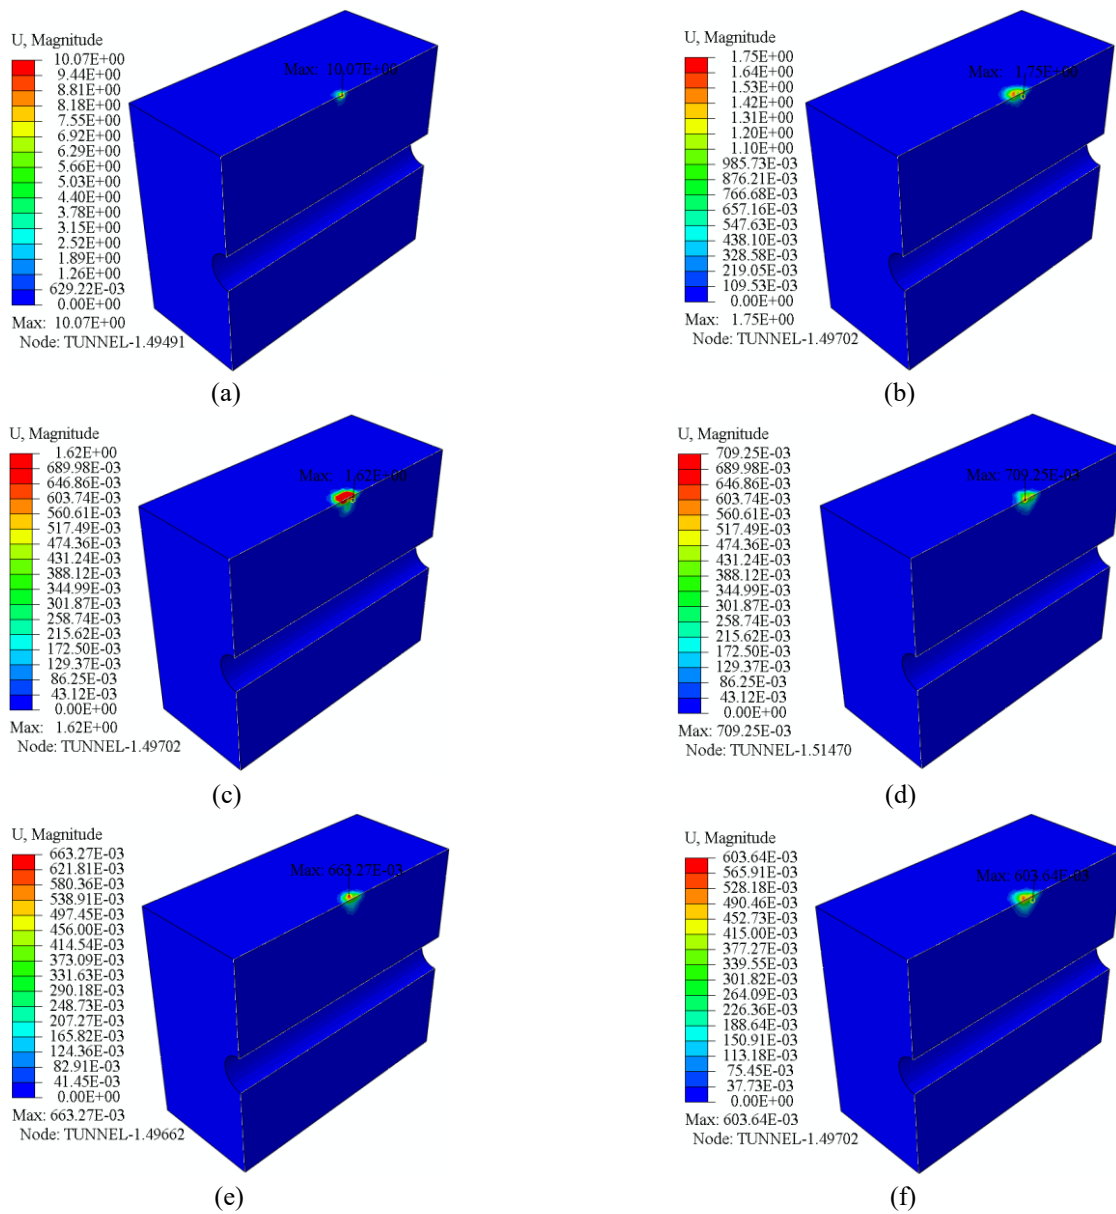 U, Magnitude
10.07E+00
9.44E+00
8.81E+00
8.18E+00
7.55E+00
6.92E+00
6.29E+00
5.66E+00
5.03E+00
4.40E+00
3.78E+00
3.15E+00
2.52E+00
1.89E+00
1.26E+00
629.22E-03
0.00E+00
Max: 10.07E+00
Node: TUNNEL-1.49491
Max: 10.07E+00
(a)
U, Magnitude
1.75E+00
1.64E+00
1.53E+00
1.42E+00
1.31E+00
1.20E+00
1.10E+00
985.73E-03
876.21E-03
766.68E-03
657.16E-03
547.63E-03
438.10E-03
328.58E-03
219.05E-03
109.53E-03
0.00E+00
Max: 1.75E+00
Node: TUNNEL-1.49702
Max: 1.75E+00
(b)
U, Magnitude
1.62E+00
689.98E-03
646.86E-03
603.74E-03
560.61E-03
517.49E-03
474.36E-03
431.24E-03
388.12E-03
344.99E-03
301.87E-03
258.74E-03
215.62E-03
172.50E-03
129.37E-03
86.25E-03
43.12E-03
0.00E+00
Max: 1.62E+00
Node: TUNNEL-1.49702
Max: 1.62E+00
(c)
U, Magnitude
709.25E-03
689.98E-03
646.86E-03
603.74E-03
560.61E-03
517.49E-03
474.36E-03
431.24E-03
388.12E-03
344.99E-03
301.87E-03
258.74E-03
215.62E-03
172.50E-03
129.37E-03
86.25E-03
43.12E-03
0.00E+00
Max: 709.25E-03
Node: TUNNEL-1.51470
Max: 709.25E-03
(d)
U, Magnitude
663.27E-03
621.81E-03
580.36E-03
538.91E-03
497.45E-03
456.00E-03
414.54E-03
373.09E-03
331.63E-03
290.18E-03
248.73E-03
207.27E-03
165.82E-03
124.36E-03
82.91E-03
41.45E-03
0.00E+00
Max: 663.27E-03
Node: TUNNEL-1.49662
Max: 663.27E-03
(e)
U, Magnitude
603.64E-03
565.91E-03
528.18E-03
490.46E-03
452.73E-03
415.00E-03
377.27E-03
339.55E-03
301.82E-03
264.09E-03
226.36E-03
188.64E-03
150.91E-03
113.18E-03
75.45E-03
37.73E-03
0.00E+00
Max: 603.64E-03
Node: TUNNEL-1.49702
Max: 603.64E-03
(f)